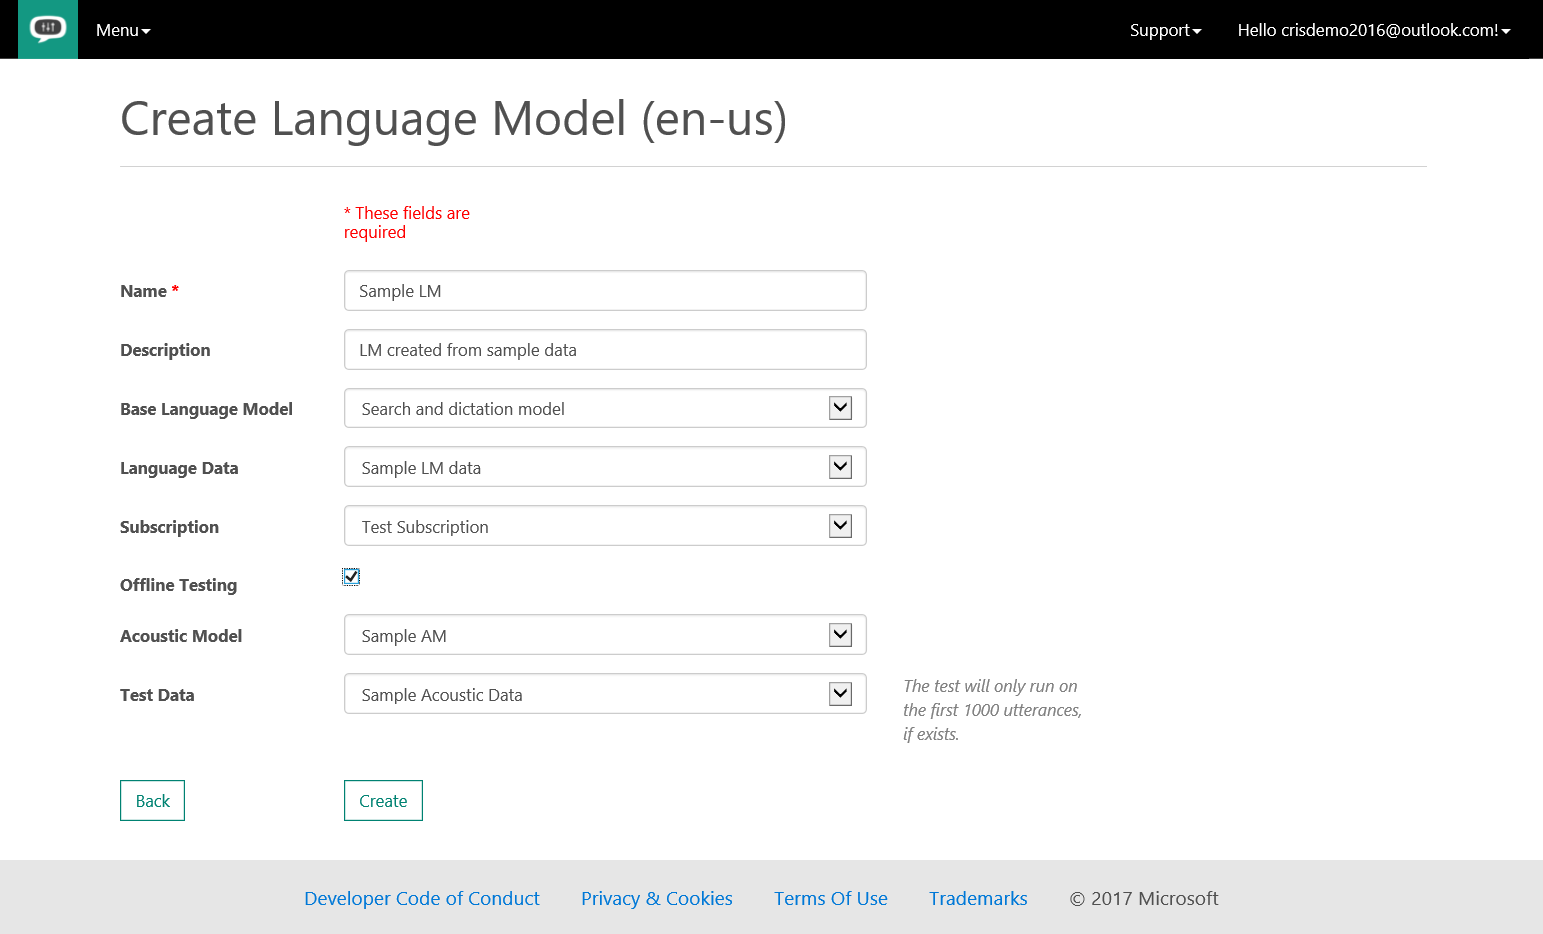 Menu
Support
Hello crisdemo2016@outlook.com!
Create Language Model (en-us)
* These fields are
required
Name *
Sample LM
Description
LM created from sample data
Base Language Model
Search and dictation model
Language Data
Sample LM data
Subscription
Test Subscription
Offline Testing
Acoustic Model
Sample AM
Test Data
Sample Acoustic Data
The test will only run on
the first 1000 utterances,
if exists.
Back
Create
Developer Code of Conduct
Privacy & Cookies
Terms Of Use
Trademarks
© 2017 Microsoft